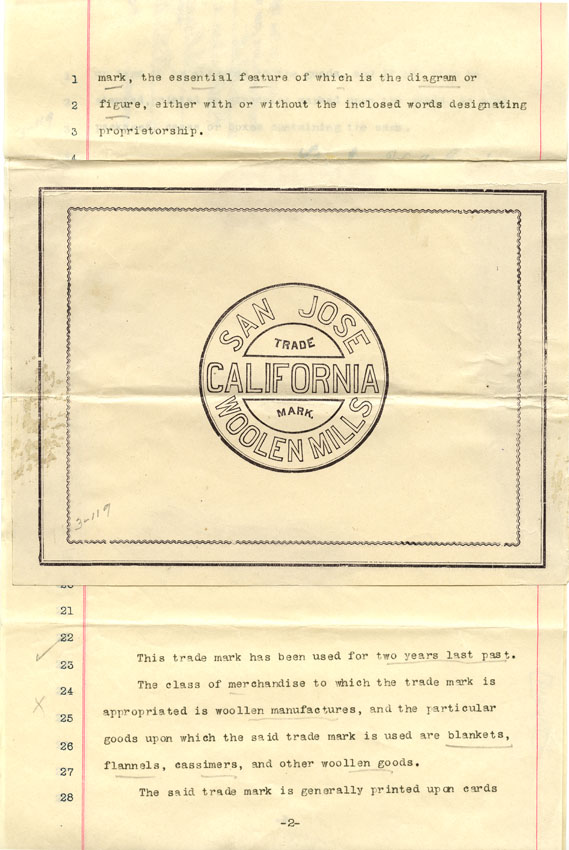 1 mark, the essential feature of which is the diagram or
2 figure, either with or without the inclosed words designating
3 proprietorship.
4
SAN JOSE
TRADE
CALIFORNIA
MARK.
WOOLEN MILLS
3-119
20
21
22
23 This trade mark has been used for two years last past.
24 The class of merchandise to which the trade mark is
25 appropriated is woollen manufactures, and the particular
26 goods upon which the said trade mark is used are blankets,
27 flannels, cassimers, and other woollen goods.
28 The said trade mark is generally printed upon cards
-2-